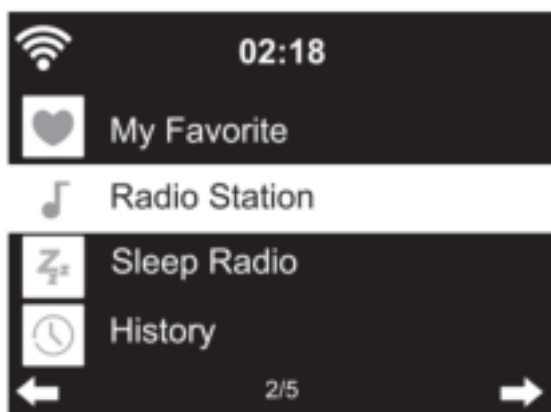 02:18
My Favorite
Radio Station
Sleep Radio
History
2/5